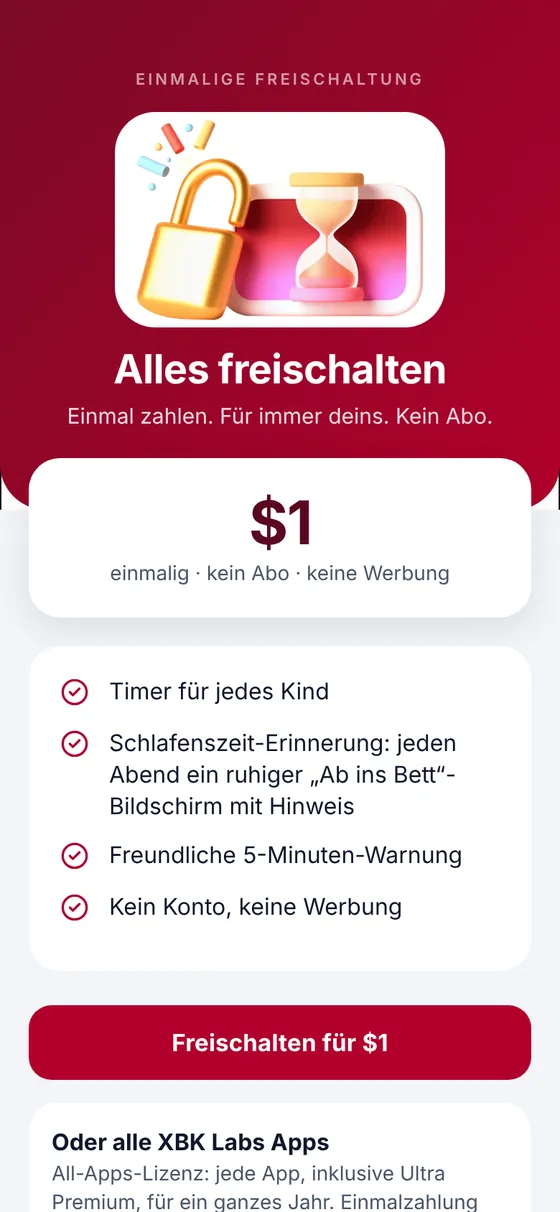 EINMALIGE FREISCHALTUNG
Alles freischalten
Einmal zahlen. Für immer deins. Kein Abo.
$1
einmalig · kein Abo · keine Werbung
Timer für jedes Kind
Schlafenszeit-Erinnerung: jeden
Abend ein ruhiger „Ab ins Bett“-
Bildschirm mit Hinweis
Freundliche 5-Minuten-Warnung
Kein Konto, keine Werbung
Freischalten für $1
Oder alle XBK Labs Apps
All-Apps-Lizenz: jede App, inklusive Ultra
Premium, für ein ganzes Jahr. Einmalzahlung